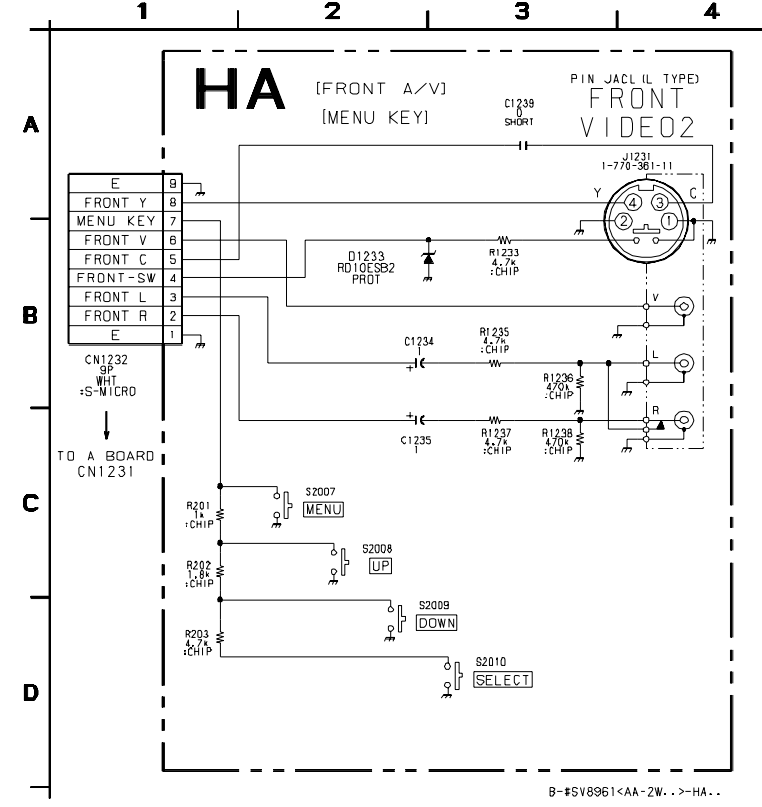 1 2 3 4
A
B
C
D
HA
[FRONT A/V]
[MENU KEY]
C1239
0
SHORT
PIN JACL(L TYPE)
FRONT
VIDEO2
J1231
1-770-361-11
E 9
FRONT Y 8
MENU KEY 7
FRONT V 6
FRONT C 5
FRONT-SW 4
FRONT L 3
FRONT R 2
E 1
CN1232
9P
WHT
:S-MICRO
TO A BOARD
CN1231
Y
C
4
3
2
1
D1233
RD10ESB2
PROT
R1233
4.7k
:CHIP
V
L
R
C1234
1
+
R1235
4.7k
:CHIP
R1236
470k
:CHIP
+
C1235
1
R1237
4.7k
:CHIP
R1238
470k
:CHIP
R201
1k
:CHIP
S2007
MENU
R202
1.8k
:CHIP
S2008
UP
R203
4.7k
:CHIP
S2009
DOWN
S2010
SELECT
B-#SV8961<AA-2W..>-HA..